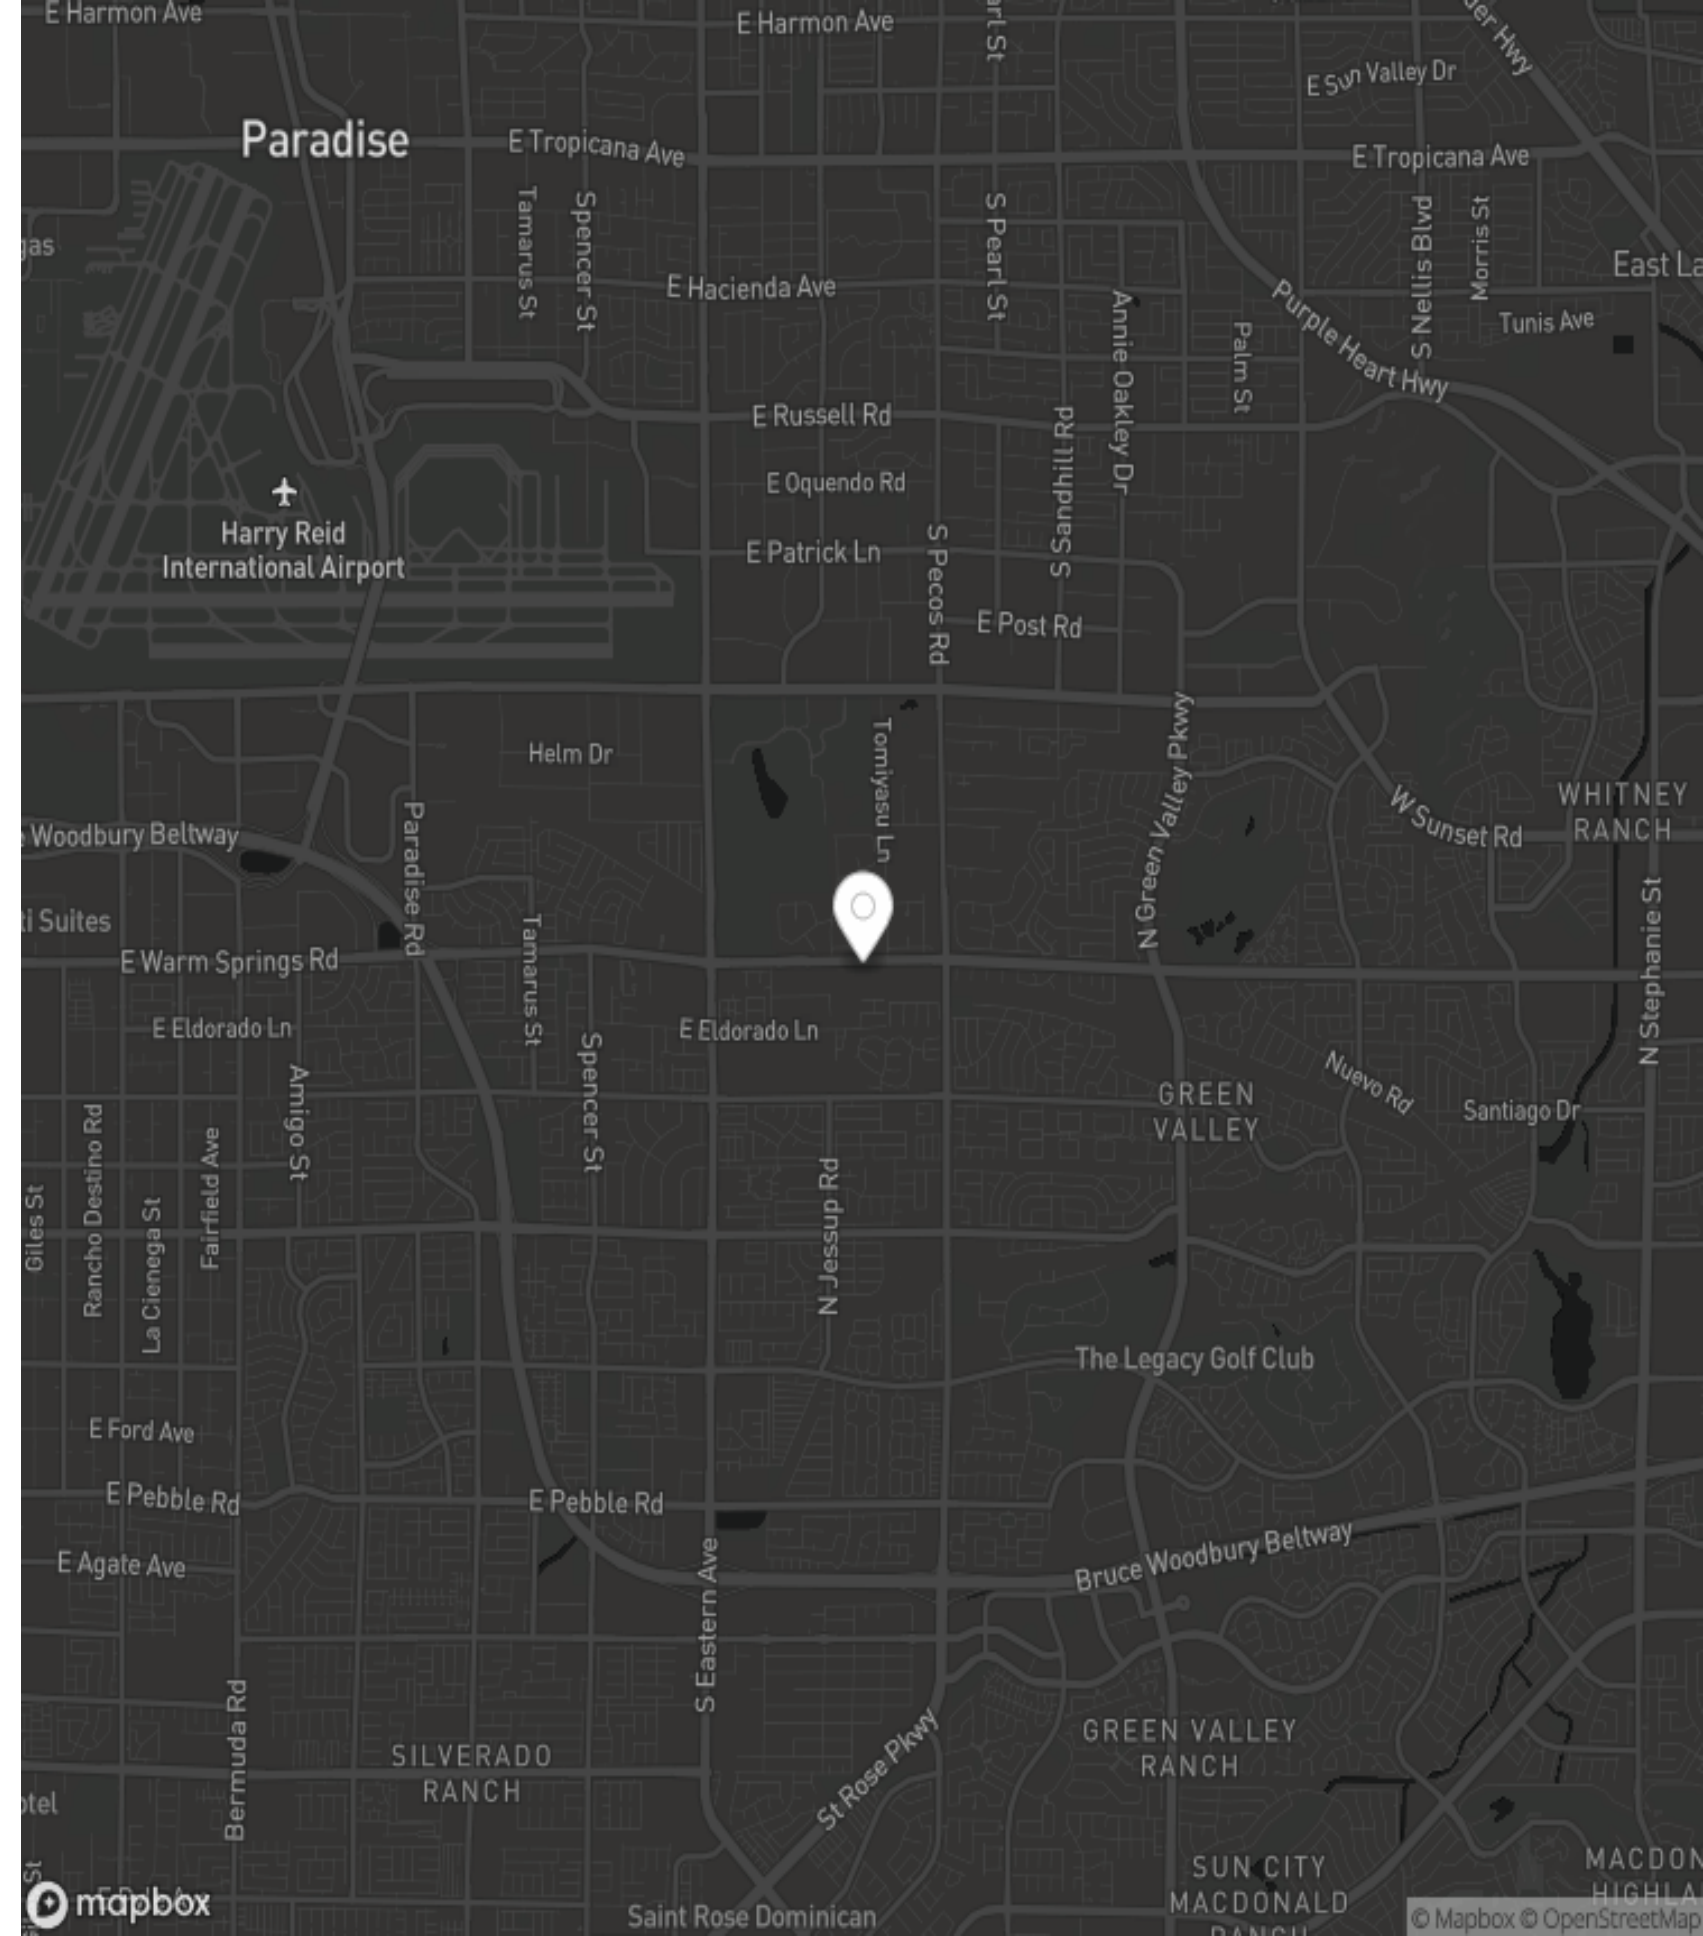 E Harmon Ave
E Harmon Ave
E Sun Valley Dr
Paradise
E Tropicana Ave
E Tropicana Ave
Tamarus St
Spencer St
S Pearl St
S Nellis Blvd
Morris St
East La
E Hacienda Ave
Annie Oakley Dr
Palm St
Purple Heart Hwy
Tunis Ave
E Russell Rd
S Sandhill Rd
E Oquendo Rd
Harry Reid
International Airport
E Patrick Ln
S Pecos Rd
E Post Rd
Helm Dr
Tomiyasu Ln
N Green Valley Pkwy
W Sunset Rd
WHITNEY
RANCH
Woodbury Beltway
Paradise Rd
Suites
E Warm Springs Rd
Tamarus St
N Stephanie St
E Eldorado Ln
E Eldorado Ln
Amigo St
Spencer St
GREEN
VALLEY
Nuevo Rd
Santiago Dr
Giles St
Rancho Destino Rd
La Cienega St
Fairfield Ave
N Jessup Rd
The Legacy Golf Club
E Ford Ave
E Pebble Rd
E Pebble Rd
E Agate Ave
S Eastern Ave
Bruce Woodbury Beltway
Bermuda Rd
SILVERADO
RANCH
St Rose Pkwy
GREEN VALLEY
RANCH
SUN CITY
MACDONALD
RANCH
MACDON
HIGHLA
Saint Rose Dominican
mapbox
© Mapbox © OpenStreetMap